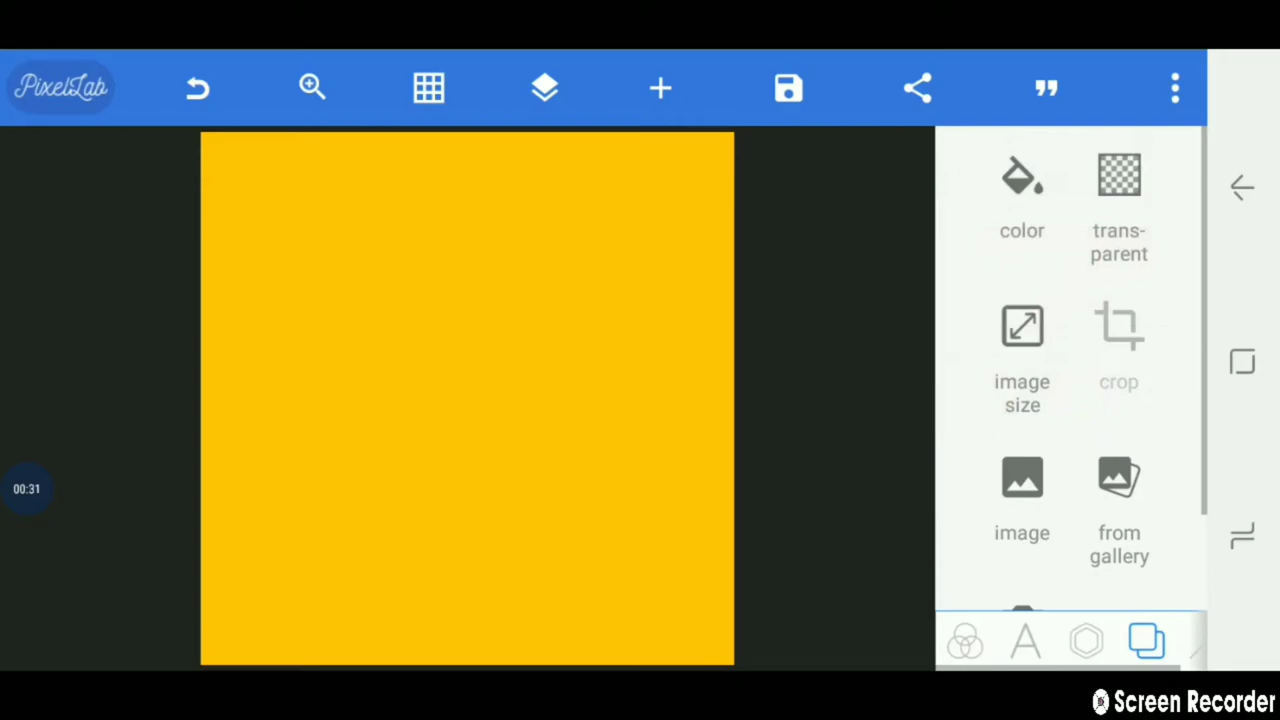 PixelLab
color
trans-
parent
image
size
crop
image
from
gallery
00:31
Screen Recorder